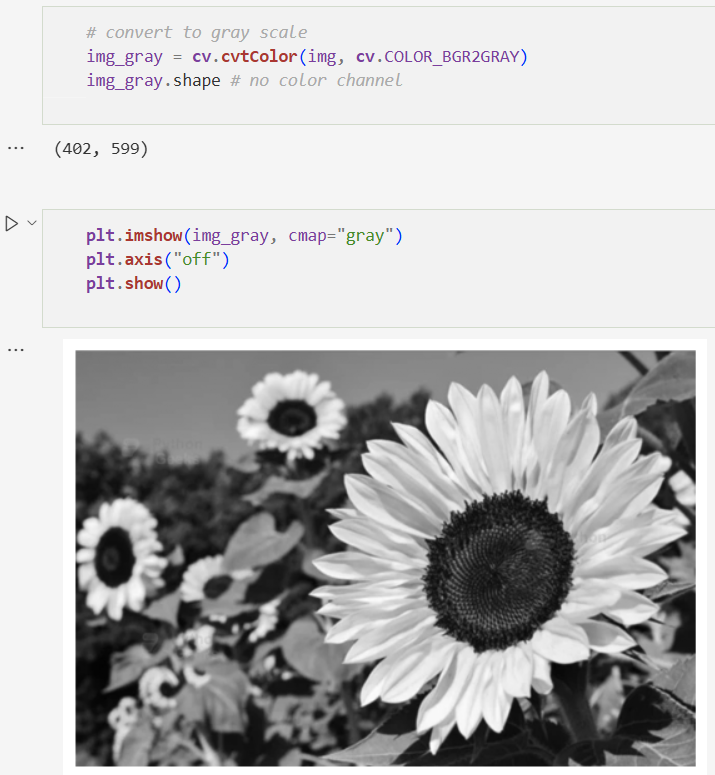 # convert to gray scale
img_gray = cv.cvtColor(img, cv.COLOR_BGR2GRAY)
img_gray.shape # no color channel
(402, 599)
plt.imshow(img_gray, cmap="gray")
plt.axis("off")
plt.show()